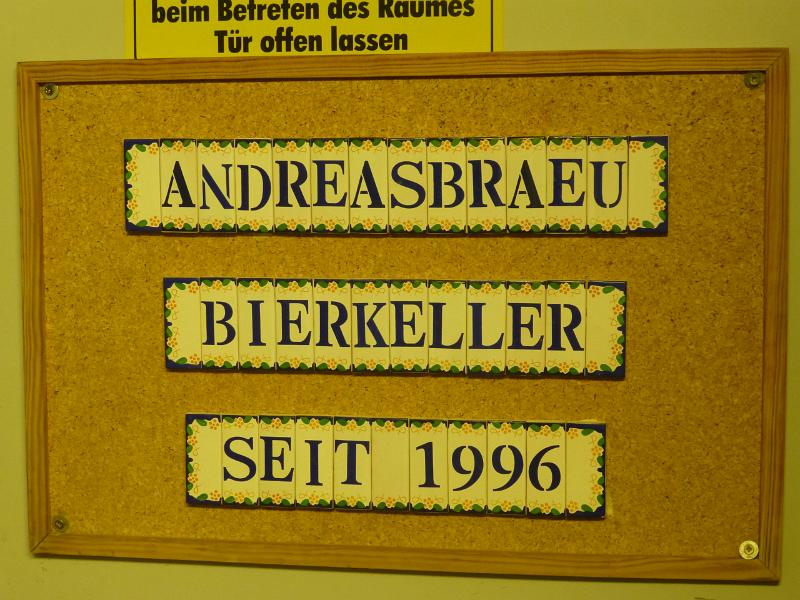 beim Betreten des Raumes
Tür offen lassen
ANDREASBRAEU
BIERKELLER
SEIT 1996